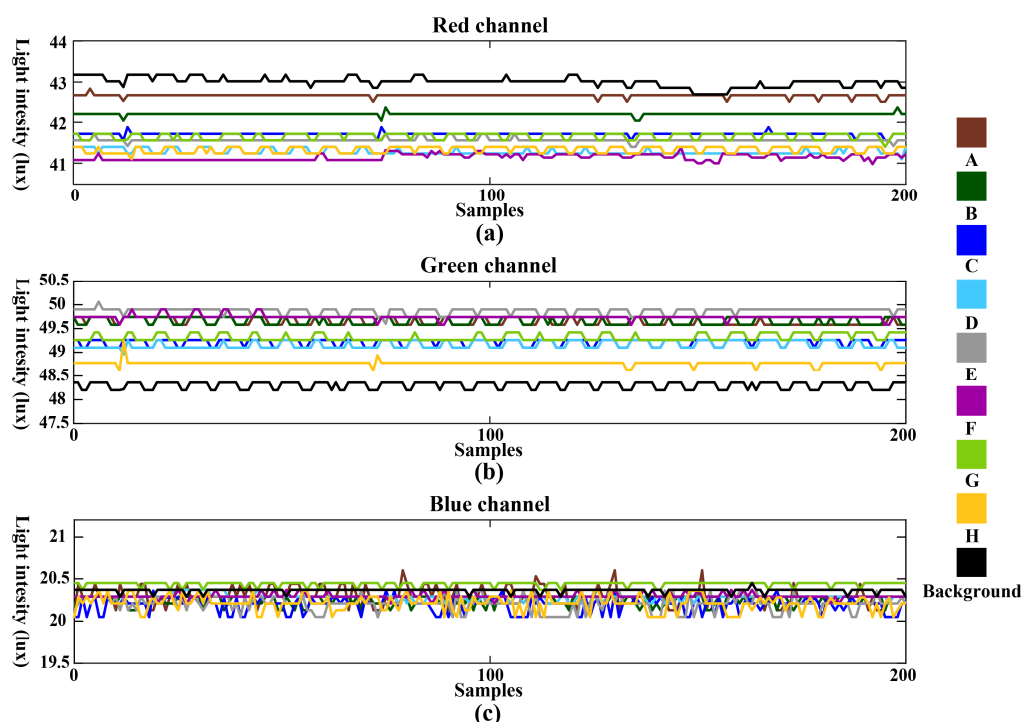 Red channel
Light intesity (lux)
44
43
42
41
0
100
200
Samples
(a)
Green channel
Light intesity (lux)
50.5
50
49.5
49
48.5
48
47.5
0
100
200
Samples
(b)
Blue channel
Light intesity (lux)
21
20.5
20
19.5
0
100
200
Samples
(c)
A
B
C
D
E
F
G
H
Background